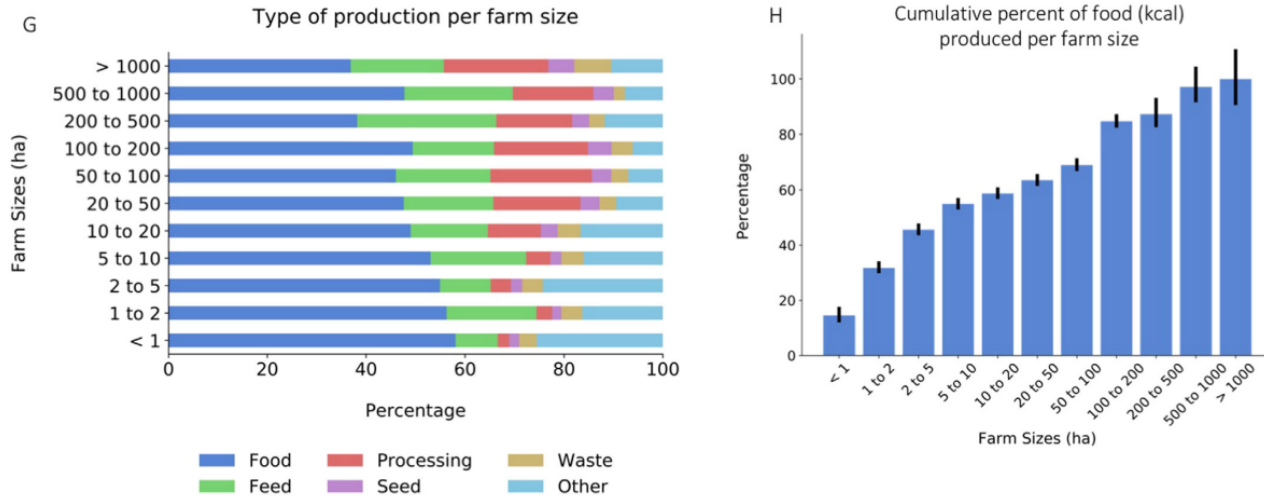 G
Type of production per farm size
Farm Sizes (ha)
> 1000
500 to 1000
200 to 500
100 to 200
50 to 100
20 to 50
10 to 20
5 to 10
2 to 5
1 to 2
< 1
0 20 40 60 80 100
Percentage
Food Processing Waste
Feed Seed Other
H
Cumulative percent of food (kcal)
produced per farm size
Percentage
100
80
60
40
20
0
< 1 1 to 2 2 to 5 5 to 10 10 to 20 20 to 50 50 to 100 100 to 200 200 to 500 500 to 1000 > 1000
Farm Sizes (ha)